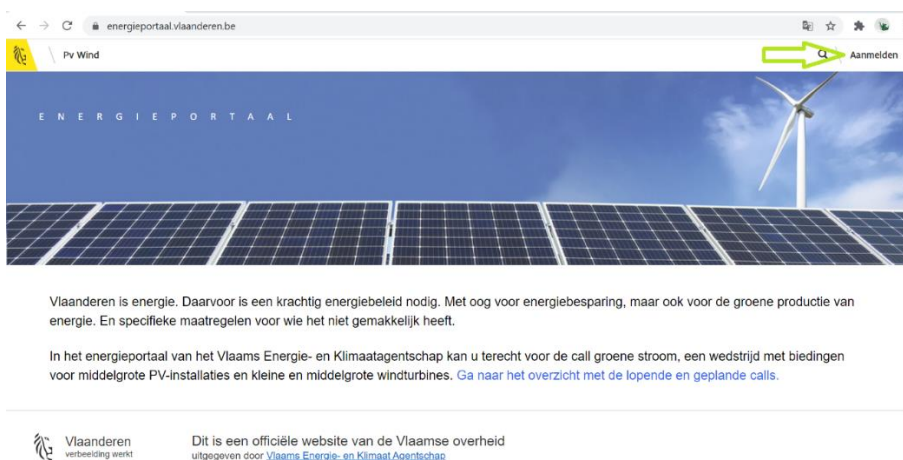 energieportaal.vlaanderen.be
Pv Wind
Aanmelden
ENERGIEPORTAAL
Vlaanderen is energie. Daarvoor is een krachtig energiebeleid nodig. Met oog voor energiebesparing, maar ook voor de groene productie van
energie. En specifieke maatregelen voor wie het niet gemakkelijk heeft.
In het energieportaal van het Vlaams Energie- en Klimaatagentschap kan u terecht voor de call groene stroom, een wedstrijd met biedingen
voor middelgrote PV-installaties en kleine en middelgrote windturbines. Ga naar het overzicht met de lopende en geplande calls.
Vlaanderen
verbeelding werkt
Dit is een officiële website van de Vlaamse overheid
uitgegeven door Vlaams Energie- en Klimaat Agentschap